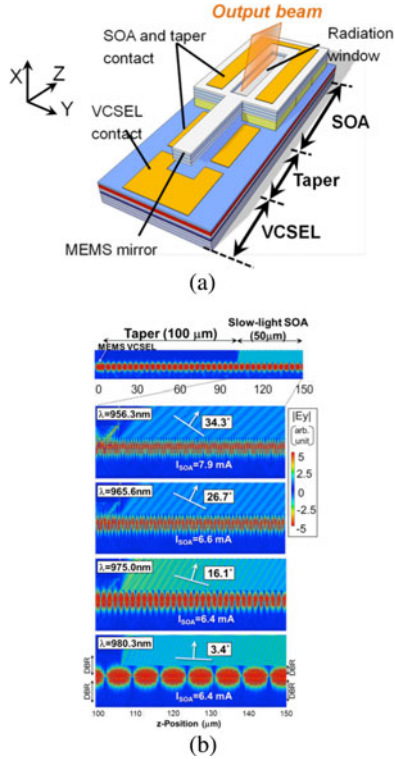 Output beam
SOA and taper
contact
Radiation
window
X
Z
Y
VCSEL
contact
SOA
Taper
VCSEL
MEMS mirror
(a)
Taper (100 μm)
Slow-light SOA
(50μm)
MEMS VCSEL
0 30 60 90 120 150
λ=956.3nm
34.3°
I_SOA=7.9 mA
|Ey|
(arb. unit)
5
2.5
0
-2.5
-5
λ=965.6nm
26.7°
I_SOA=6.6 mA
λ=975.0nm
16.1°
I_SOA=6.4 mA
λ=980.3nm
3.4°
I_SOA=6.4 mA
DBR
DBR
DBR
DBR
100 110 120 130 140 150
z-Position (μm)
(b)